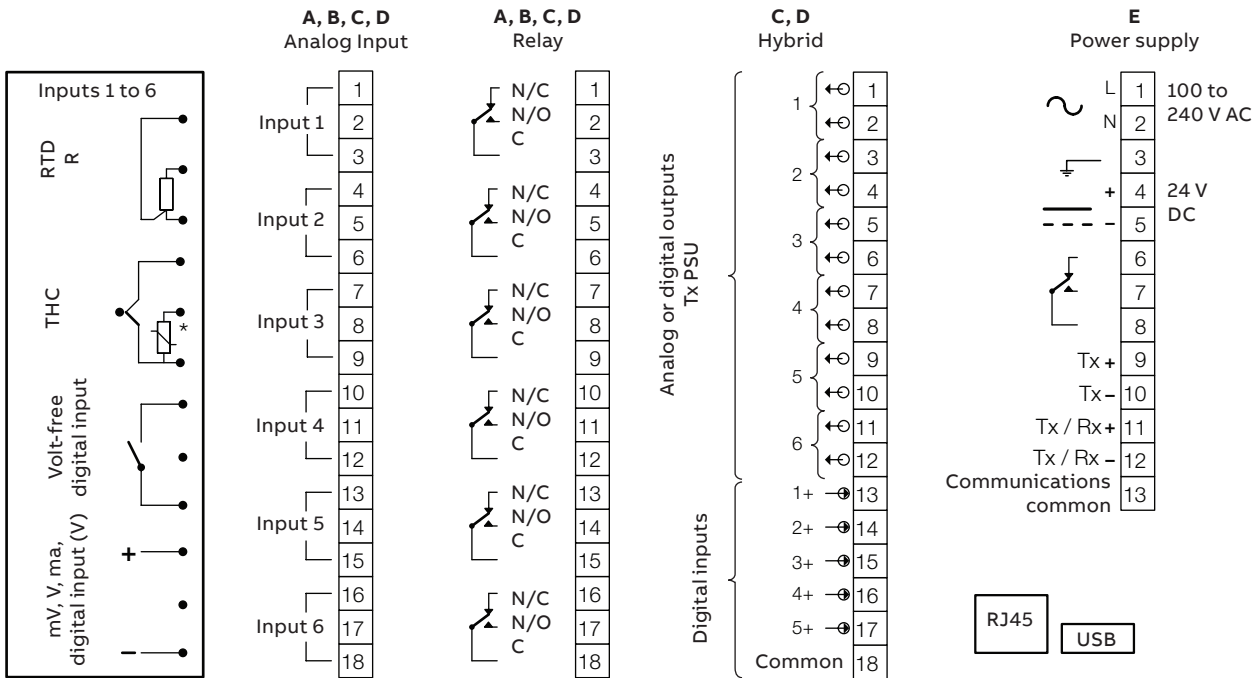 A, B, C, D
Analog Input
A, B, C, D
Relay
C, D
Hybrid
E
Power supply
Inputs 1 to 6
RTD
R
THC
*
Volt-free
digital input
mV, V, ma,
digital input (V)
+
–
Input 1
Input 2
Input 3
Input 4
Input 5
Input 6
1
2
3
4
5
6
7
8
9
10
11
12
13
14
15
16
17
18
N/C
N/O
C
N/C
N/O
C
N/C
N/O
C
N/C
N/O
C
N/C
N/O
C
N/C
N/O
C
1
2
3
4
5
6
7
8
9
10
11
12
13
14
15
16
17
18
Analog or digital outputs
Tx PSU
1
2
3
4
5
6
Digital inputs
1+
2+
3+
4+
5+
Common
1
2
3
4
5
6
7
8
9
10
11
12
13
14
15
16
17
18
L 1 100 to
N 2 240 V AC
3
+ 4 24 V
– 5 DC
6
7
8
Tx + 9
Tx – 10
Tx / Rx + 11
Tx / Rx – 12
Communications
common 13
RJ45
USB